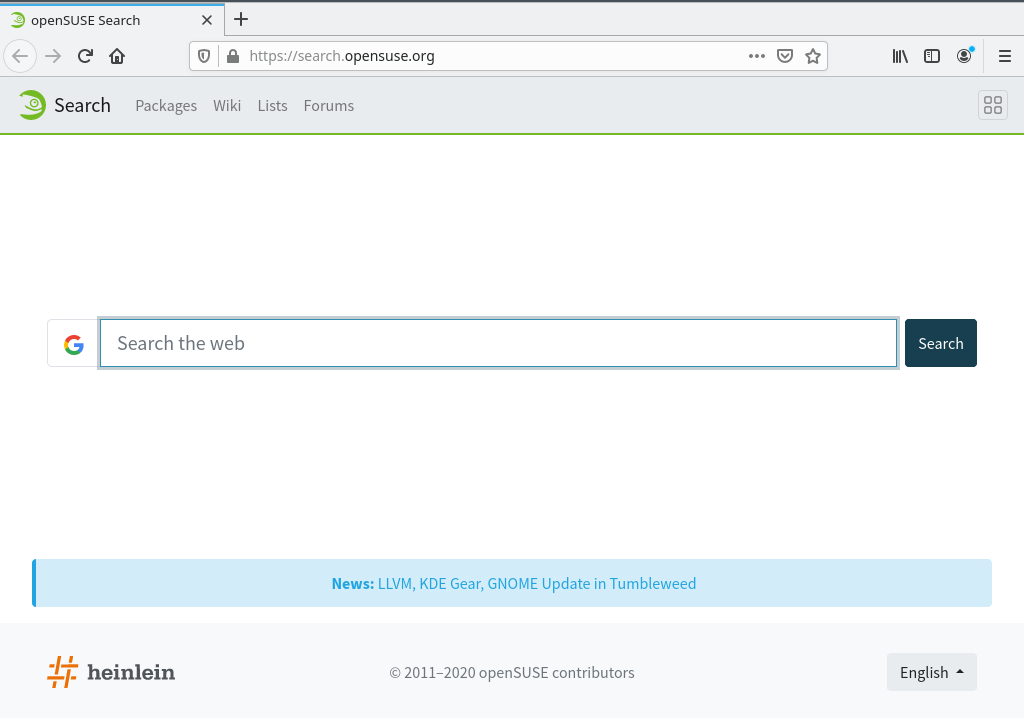 openSUSE Search
https://search.opensuse.org
Search Packages Wiki Lists Forums
Search the web Search
News: LLVM, KDE Gear, GNOME Update in Tumbleweed
heinlein © 2011–2020 openSUSE contributors English